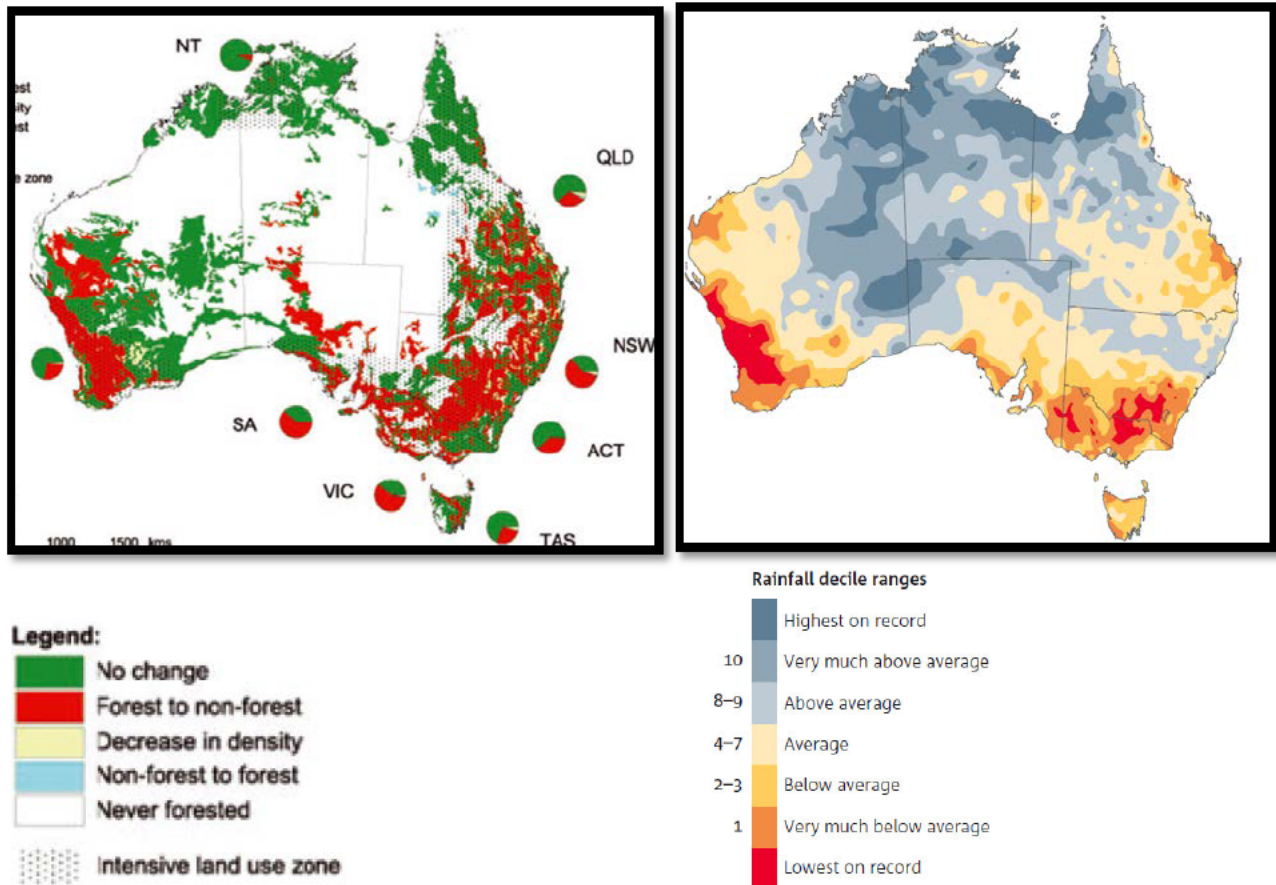 NT
QLD
NSW
SA
ACT
VIC
TAS
zone
1000 1500 kms
Legend:
No change
Forest to non-forest
Decrease in density
Non-forest to forest
Never forested
Intensive land use zone
Rainfall decile ranges
Highest on record
10 Very much above average
8–9 Above average
4–7 Average
2–3 Below average
1 Very much below average
Lowest on record